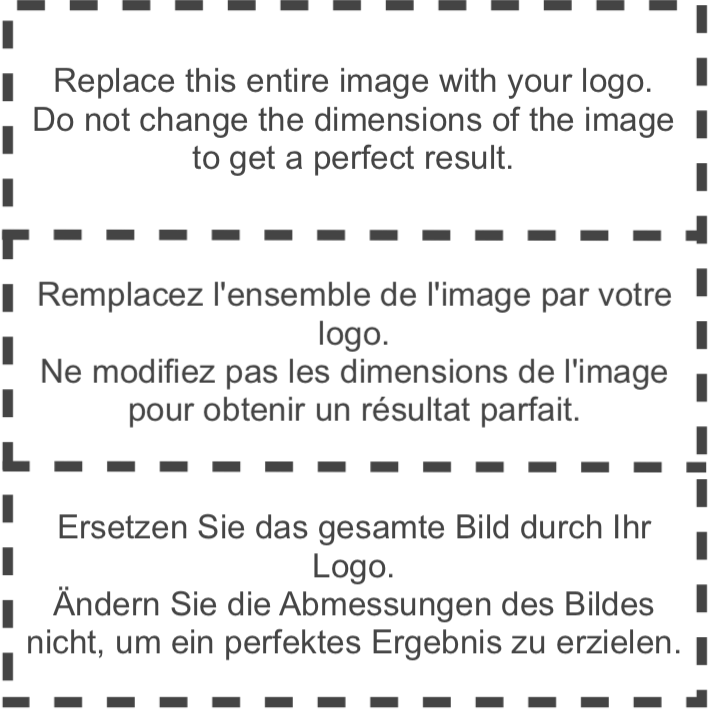 Replace this entire image with your logo.
Do not change the dimensions of the image
to get a perfect result.
Remplacez l'ensemble de l'image par votre
logo.
Ne modifiez pas les dimensions de l'image
pour obtenir un résultat parfait.
Ersetzen Sie das gesamte Bild durch Ihr
Logo.
Ändern Sie die Abmessungen des Bildes
nicht, um ein perfektes Ergebnis zu erzielen.